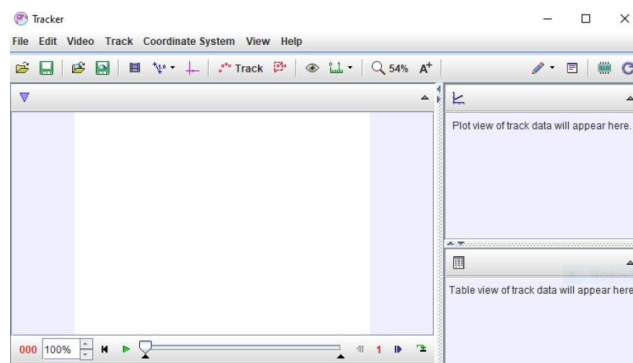 Tracker
File Edit Video Track Coordinate System View Help
Track 54% A+
Plot view of track data will appear here.
Table view of track data will appear here
000 100% 1